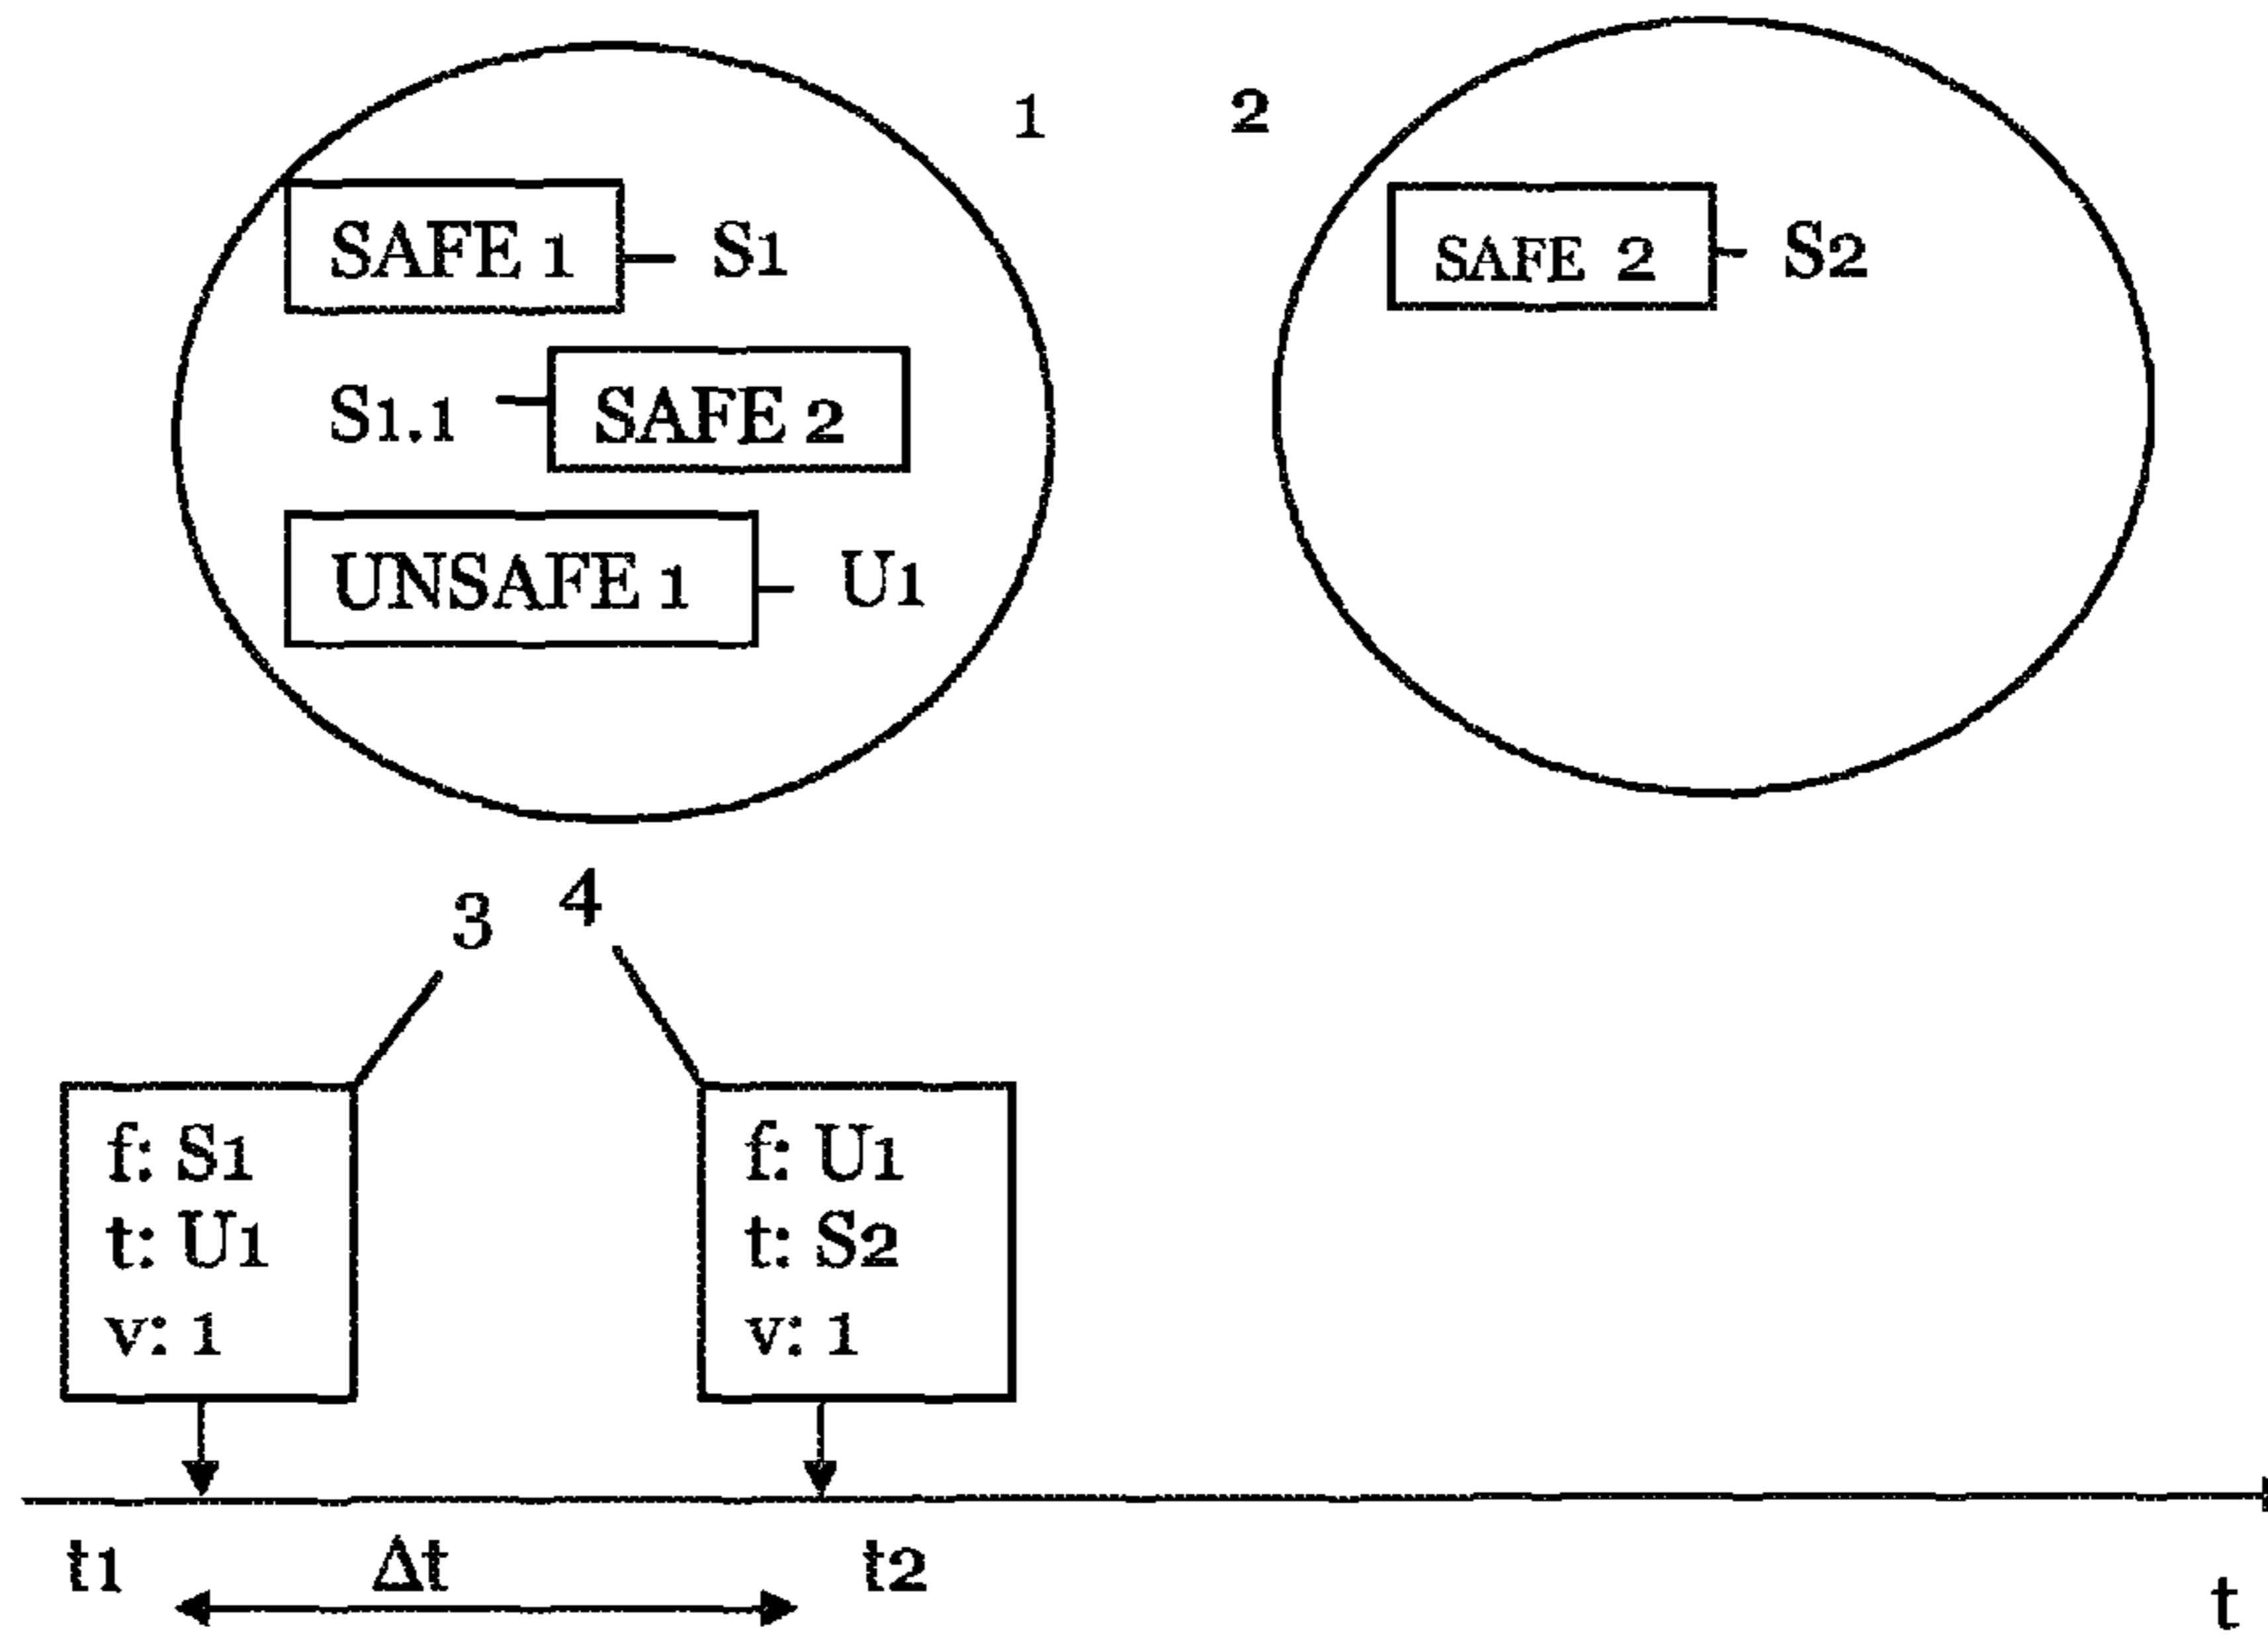 1
2
SAFE 1
S1
SAFE 2
S2
S1.1
SAFE 2
UNSAFE 1
U1
3
4
f: S1
t: U1
v: 1
f: U1
t: S2
v: 1
t1
Δt
t2
t